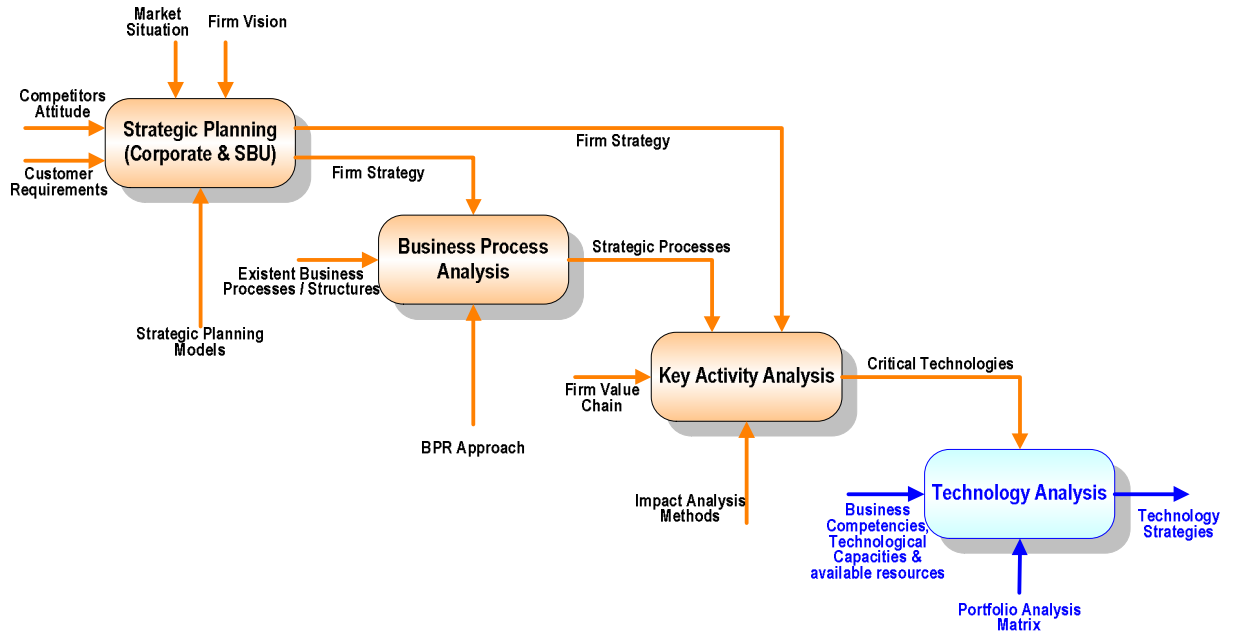 Market
Situation
Firm Vision
Competitors
Attitude
Strategic Planning
(Corporate & SBU)
Customer
Requirements
Firm Strategy
Firm Strategy
Business Process
Analysis
Strategic Processes
Existent Business
Processes / Structures
Strategic Planning
Models
Key Activity Analysis
Critical Technologies
Firm Value
Chain
BPR Approach
Impact Analysis
Methods
Technology Analysis
Business
Competencies,
Technological
Capacities &
available resources
Technology
Strategies
Portfolio Analysis
Matrix